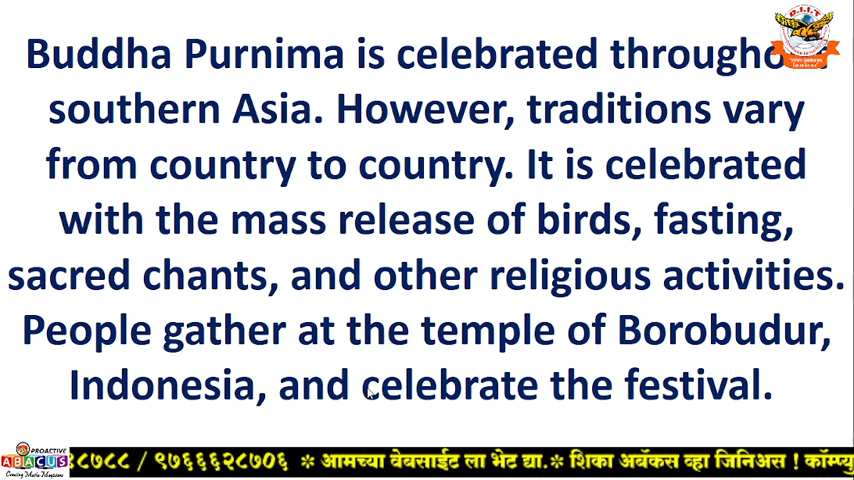 Buddha Purnima is celebrated throughout
southern Asia. However, traditions vary
from country to country. It is celebrated
with the mass release of birds, fasting,
sacred chants, and other religious activities.
People gather at the temple of Borobudur,
Indonesia, and celebrate the festival.
D.I.I.T
PROACTIVE
ABACUS
८७८८ / ९७६६६२८७०६ ※ आमच्या वेबसाईट ला भेट द्या.※ शिका अबॅकस व्हा जिनिअस !